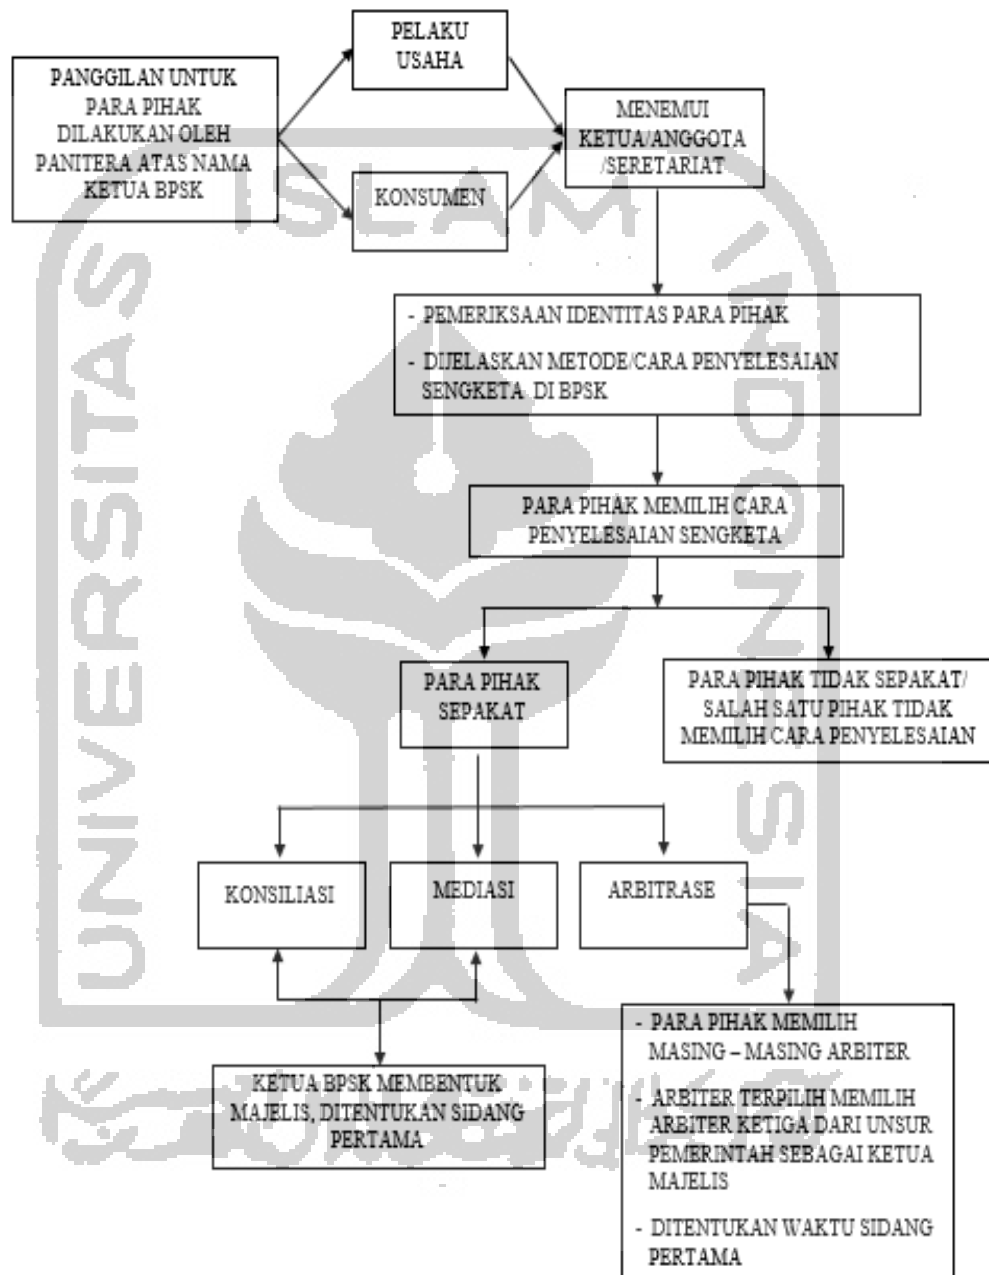 PELAKU
USAHA
PANGGILAN UNTUK
PARA PIHAK
DILAKUKAN OLEH
PANITERA ATAS NAMA
KETUA BPSK
KONSUMEN
MENEMUI
KETUA/ANGGOTA
/SERETARIAT
- PEMERIKSAAN IDENTITAS PARA PIHAK
- DIJELASKAN METODE/CARA PENYELESAIAN
SENGKETA DI BPSK
PARA PIHAK MEMILIH CARA
PENYELESAIAN SENGKETA
PARA PIHAK
SEPAKAT
PARA PIHAK TIDAK SEPAKAT/
SALAH SATU PIHAK TIDAK
MEMILIH CARA PENYELESAIAN
KONSILIASI
MEDIASI
ARBITRASE
KETUA BPSK MEMBENTUK
MAJELIS, DITENTUKAN SIDANG
PERTAMA
- PARA PIHAK MEMILIH
MASING – MASING ARBITER
- ARBITER TERPILIH MEMILIH
ARBITER KETIGA DARI UNSUR
PEMERINTAH SEBAGAI KETUA
MAJELIS
- DITENTUKAN WAKTU SIDANG
PERTAMA
UNIVERSITAS
ISLAM
INDONESIA